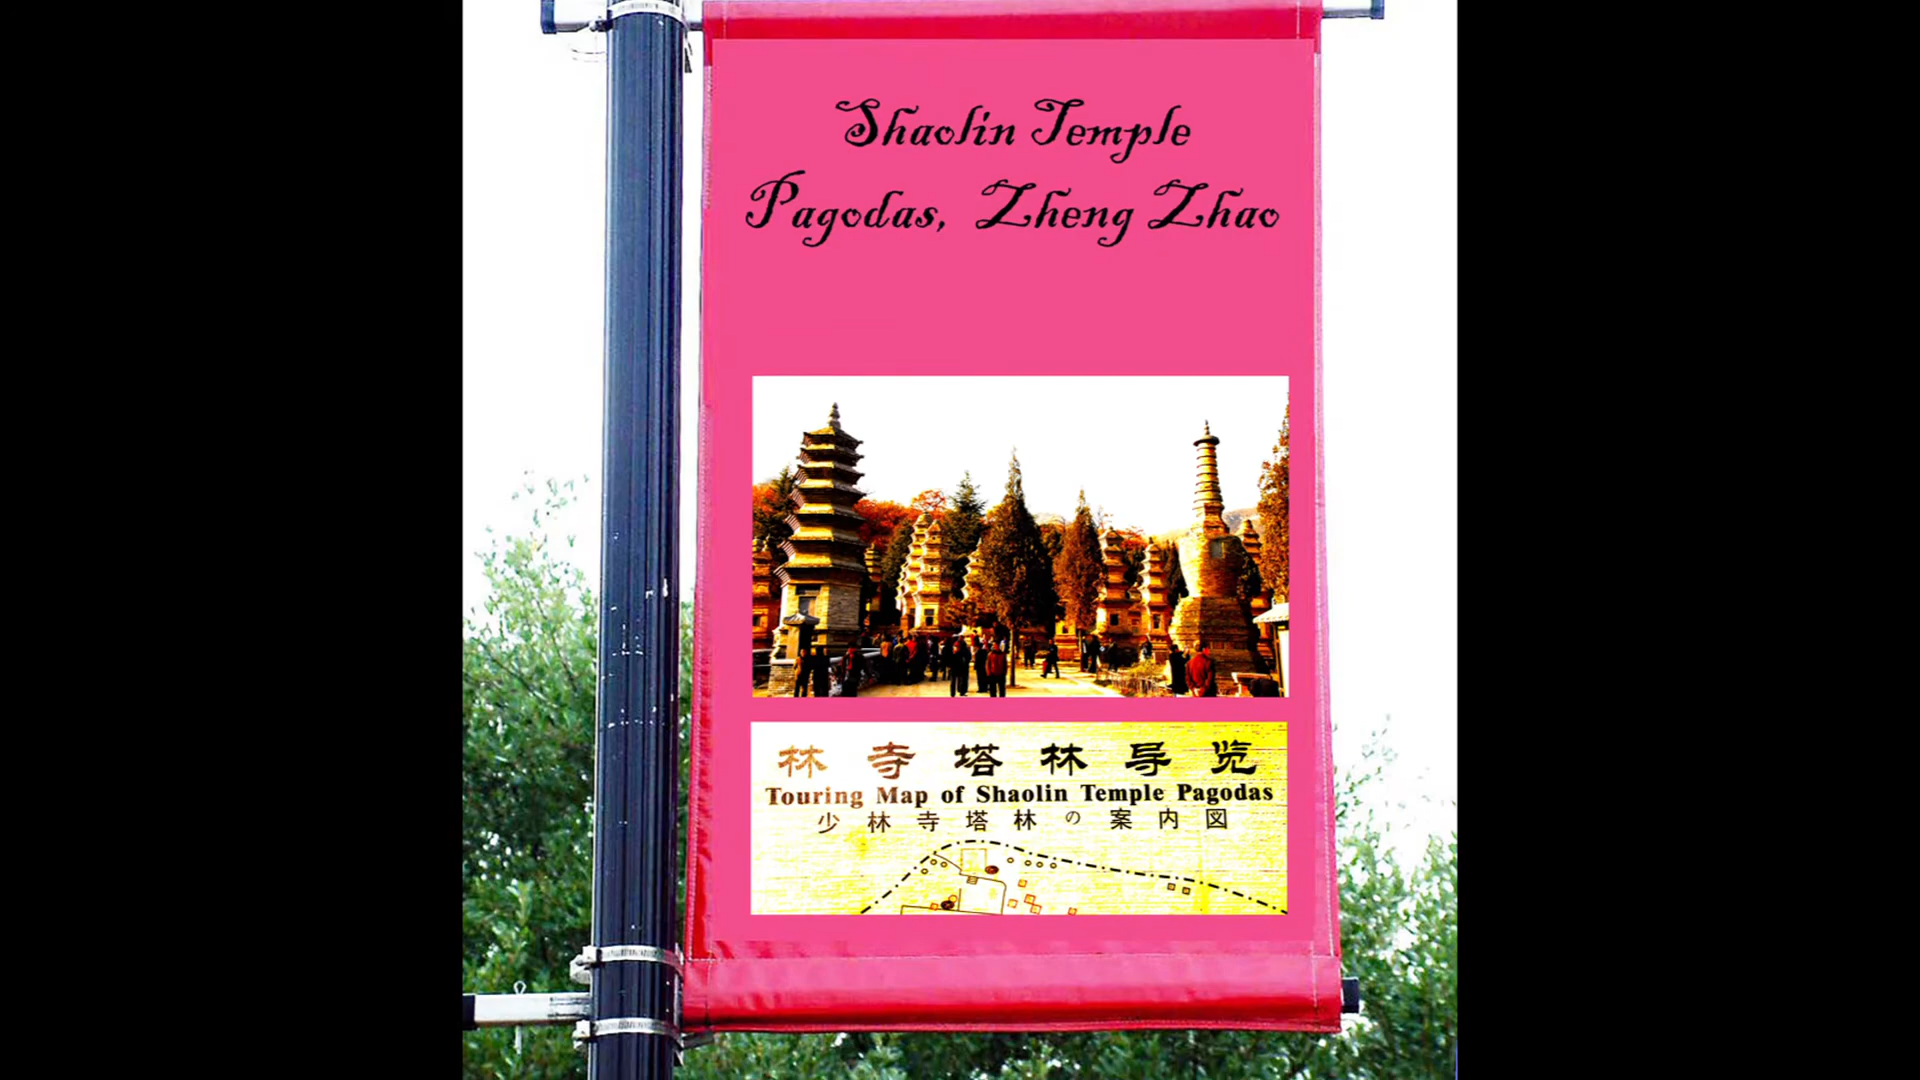 Shaolin Temple
Pagodas, Zheng Zhao
林寺塔林导览
Touring Map of Shaolin Temple Pagodas
少林寺塔林の案内図